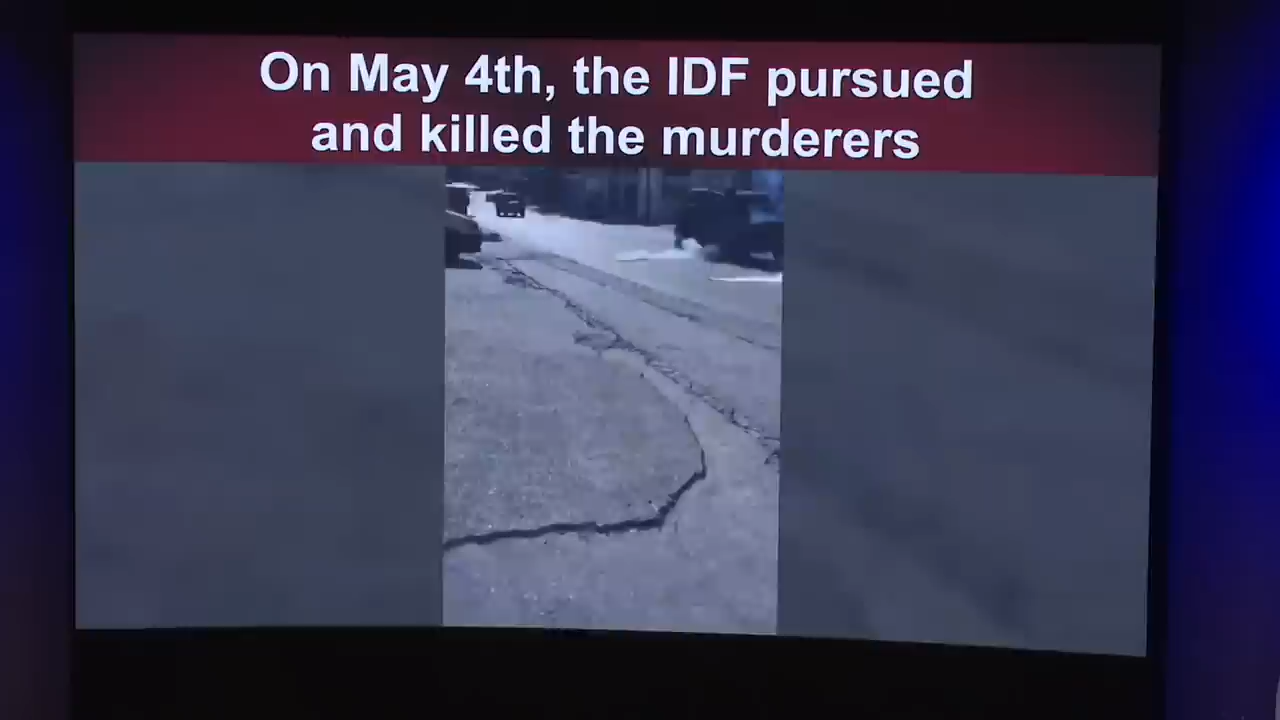 On May 4th, the IDF pursued
and killed the murderers